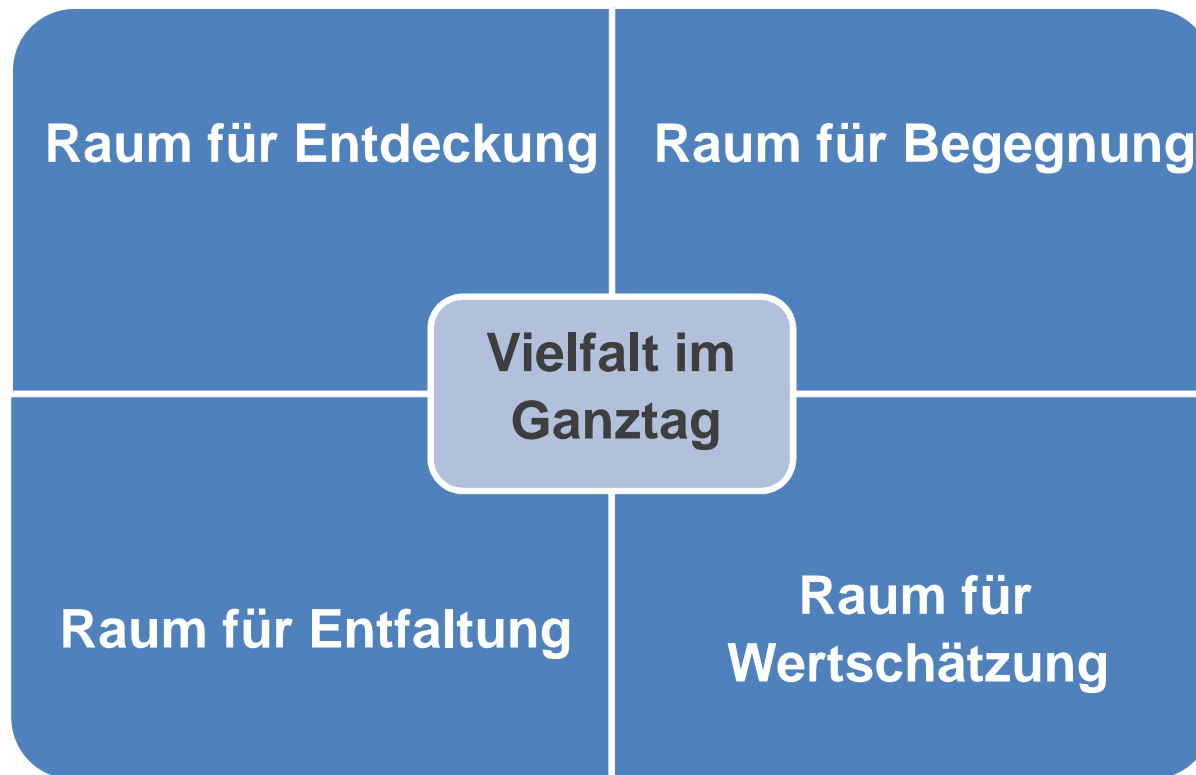 Raum für Entdeckung
Raum für Begegnung
Vielfalt im
Ganztag
Raum für Entfaltung
Raum für
Wertschätzung